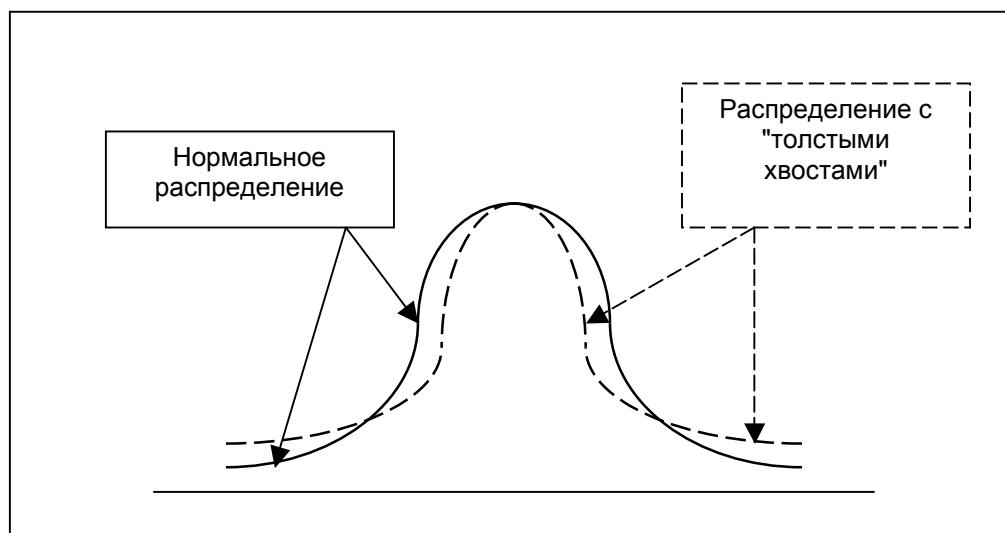 Нормальное
распределение
Распределение с
"толстыми
хвостами"